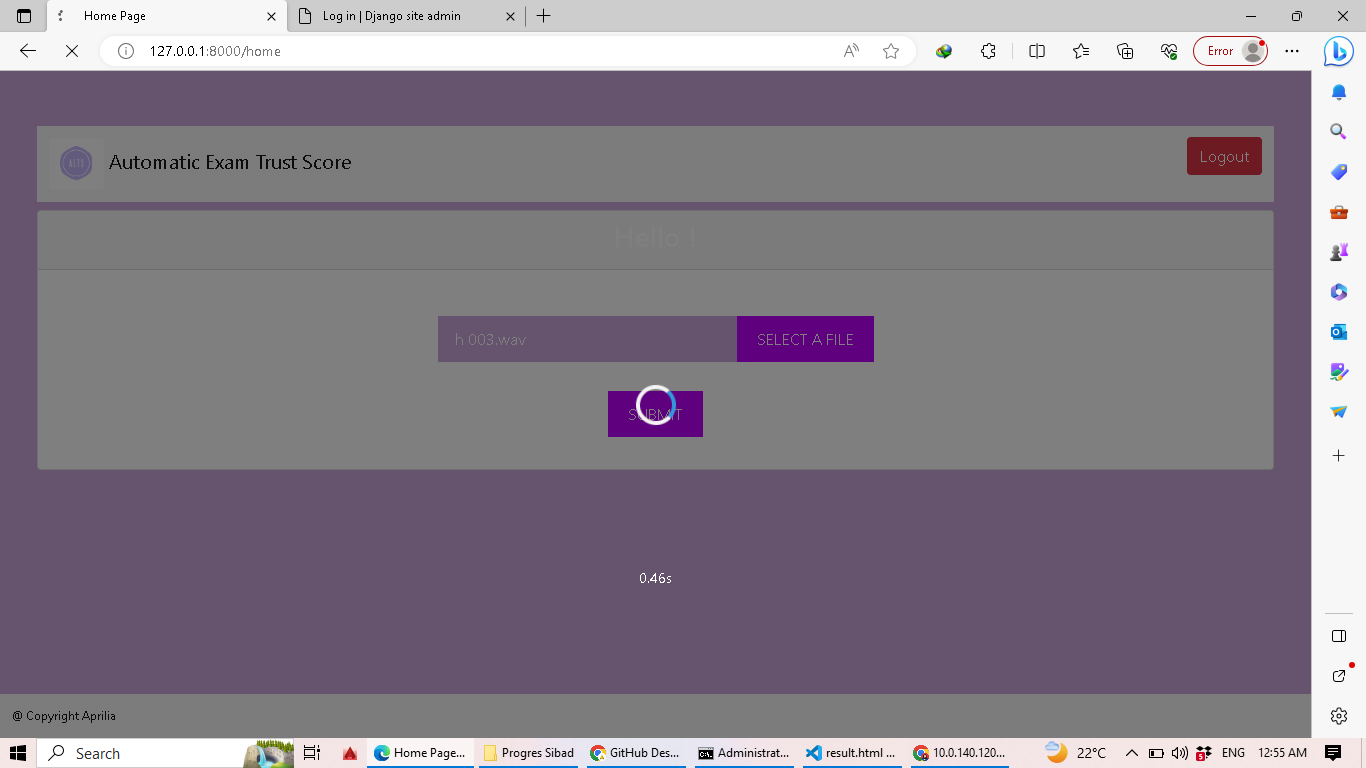 Home Page
Log in | Django site admin
127.0.0.1:8000/home
Error
Automatic Exam Trust Score
Logout
Hello !
h 003.wav
SELECT A FILE
SUBMIT
0.46s
@ Copyright Aprilia
Search
Home Page...
Progres Sibad
GitHub Des...
Administrat...
result.html ...
10.0.140.120...
22°C
ENG
12:55 AM